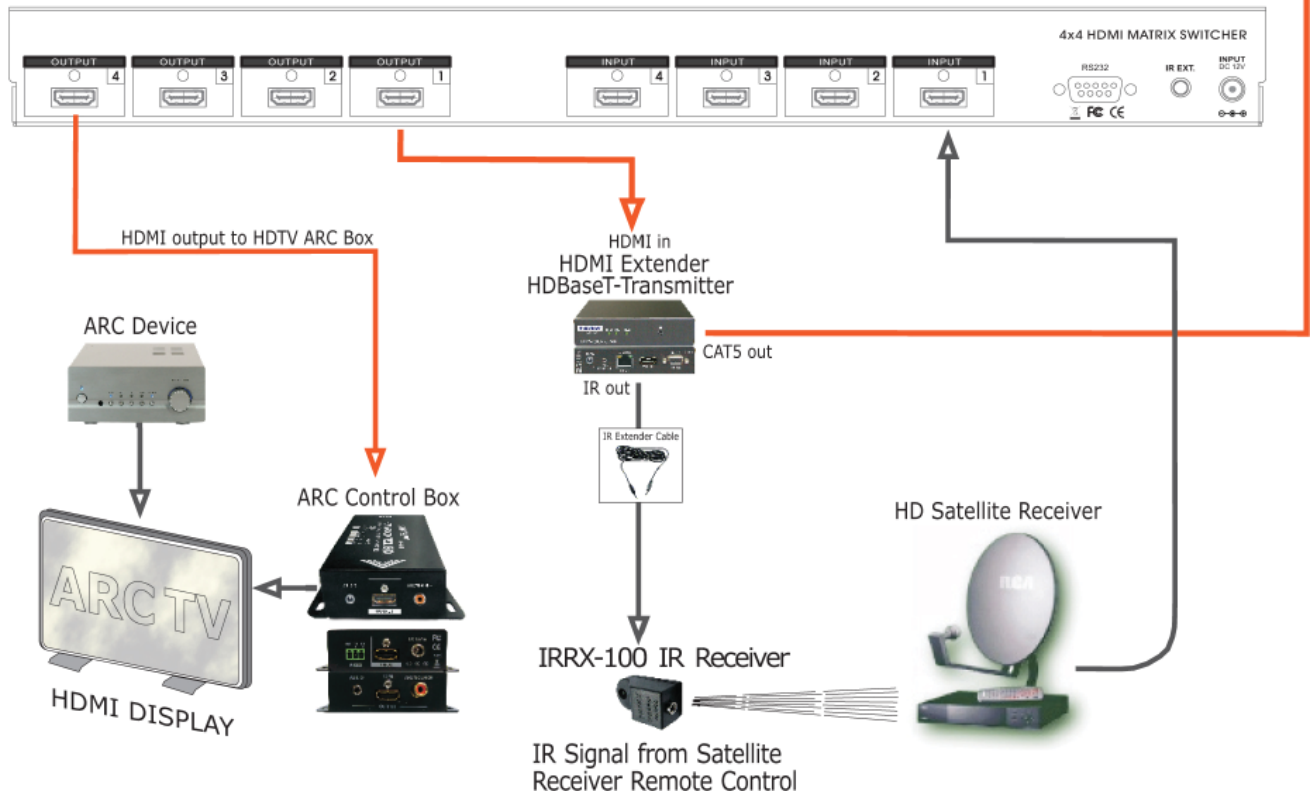 4x4 HDMI MATRIX SWITCHER
OUTPUT
4
OUTPUT
3
OUTPUT
2
OUTPUT
1
INPUT
4
INPUT
3
INPUT
2
INPUT
1
RS232
IR EXT.
INPUT
DC 12V
FC CE
HDMI output to HDTV ARC Box
HDMI in
HDMI Extender
HDBaseT-Transmitter
CAT5 out
IR out
IR Extender Cable
ARC Device
ARC Control Box
ARC TV
HDMI DISPLAY
HD Satellite Receiver
RCA
IRRX-100 IR Receiver
IR Signal from Satellite
Receiver Remote Control